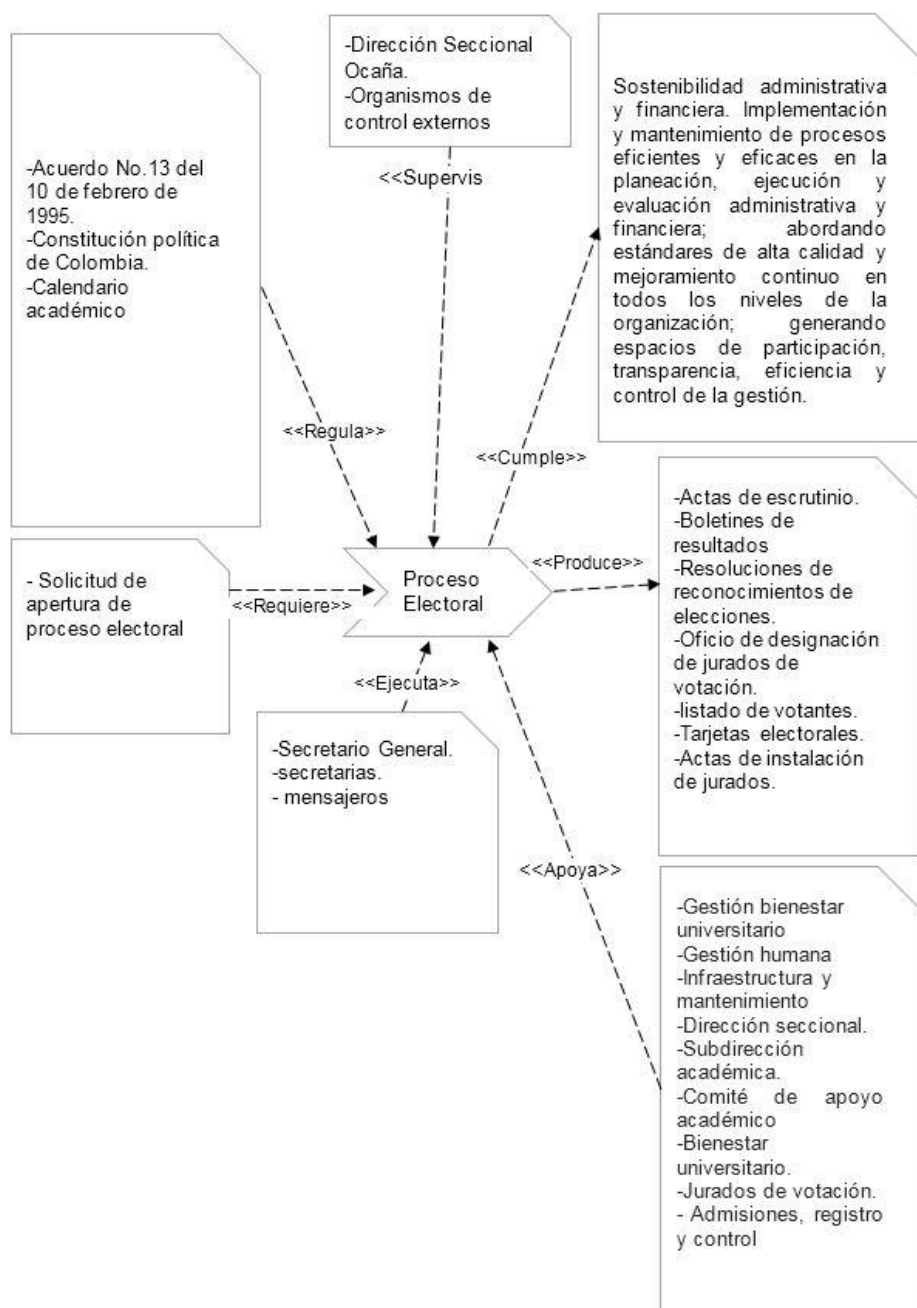 -Dirección Seccional
Ocaña.
-Organismos de
control externos
-Acuerdo No.13 del
10 de febrero de
1995.
-Constitución política
de Colombia.
-Calendario
académico
<<Supervis
Sostenibilidad administrativa
y financiera. Implementación
y mantenimiento de procesos
eficientes y eficaces en la
planeación, ejecución y
evaluación administrativa y
financiera; abordando
estándares de alta calidad y
mejoramiento continuo en
todos los niveles de la
organización; generando
espacios de participación,
transparencia, eficiencia y
control de la gestión.
<<Regula>>
<<Cumple>>
- Solicitud de
apertura de
proceso electoral
<<Requiere>>
Proceso
Electoral
<<Produce>>
-Actas de escrutinio.
-Boletines de
resultados
-Resoluciones de
reconocimientos de
elecciones.
-Oficio de designación
de jurados de
votación.
-listado de votantes.
-Tarjetas electorales.
-Actas de instalación
de jurados.
<<Ejecuta>>
-Secretario General.
-secretarias.
- mensajeros
<<Apoya>>
-Gestión bienestar
universitario
-Gestión humana
-Infraestructura y
mantenimiento
-Dirección seccional.
-Subdirección
académica.
-Comité de apoyo
académico
-Bienestar
universitario.
-Jurados de votación.
- Admisiones, registro
y control